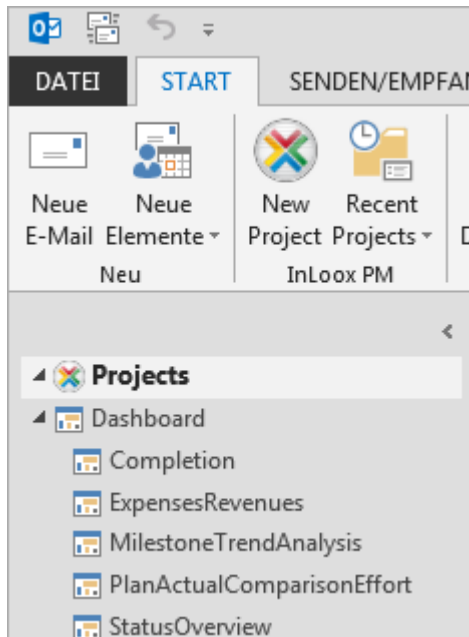 DATEI START SENDEN/EMPFAN
Neue Neue New Recent
E-Mail Elemente Project Projects
Neu InLoox PM
Projects
Dashboard
Completion
ExpensesRevenues
MilestoneTrendAnalysis
PlanActualComparisonEffort
StatusOverview